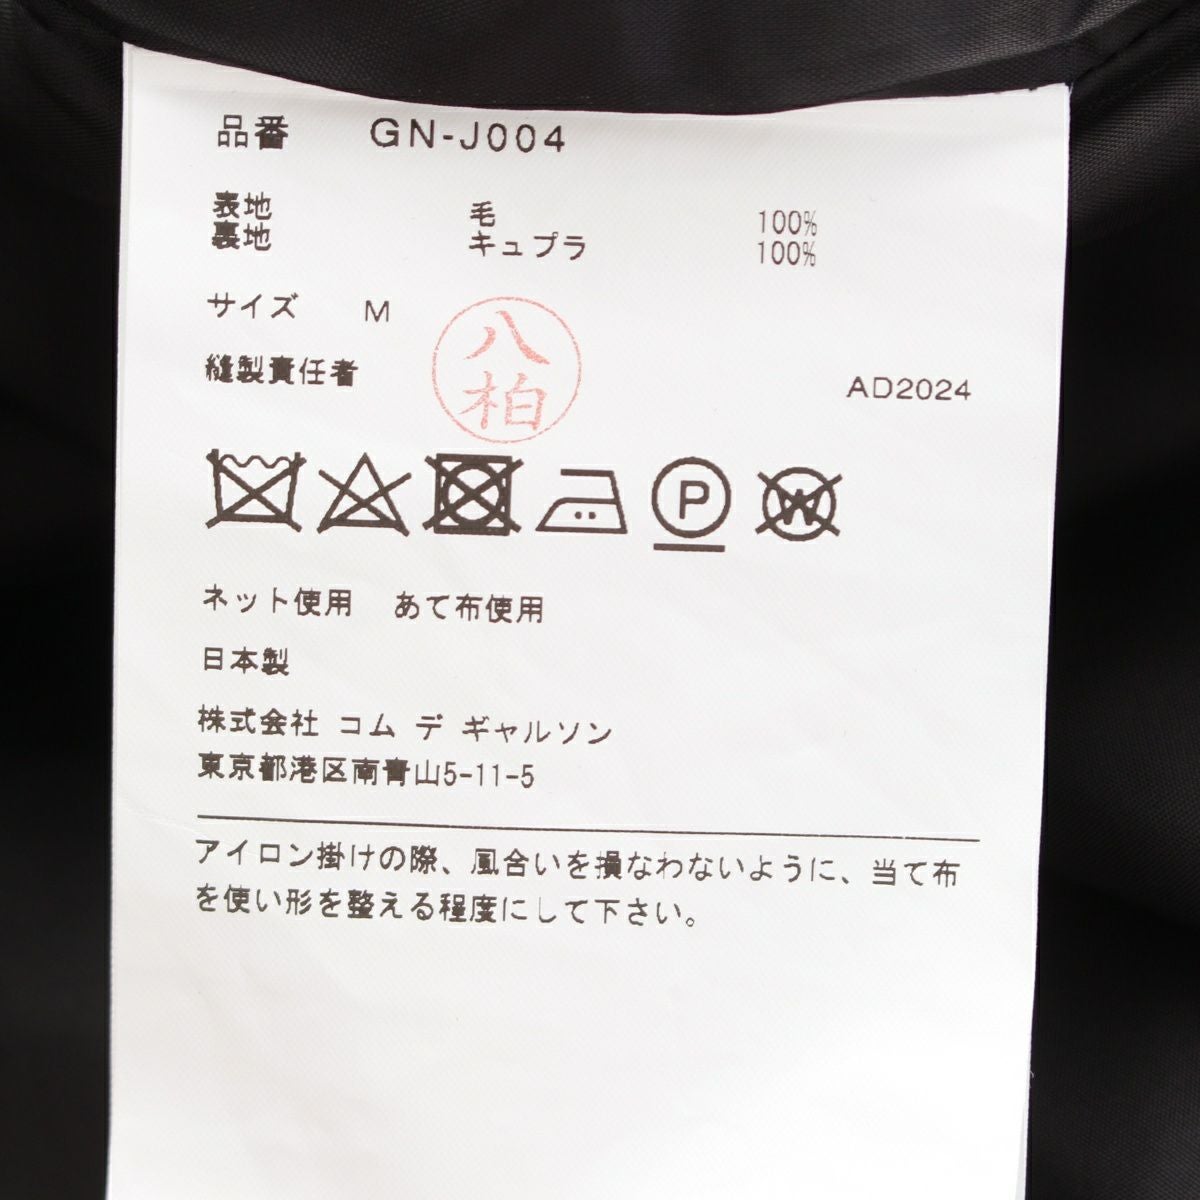 品番 GN-J004
表地 毛 100%
裏地 キュプラ 100%
サイズ M
八柏
縫製責任者
AD2024
P W
ネット使用 あて布使用
日本製
株式会社 コム デ ギャルソン
東京都港区南青山5-11-5
アイロン掛けの際、風合いを損なわないように、当て布
を使い形を整える程度にして下さい。